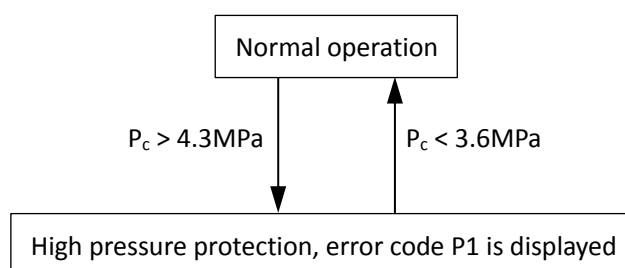 Normal operation
Pc > 4.3MPa
Pc < 3.6MPa
High pressure protection, error code P1 is displayed